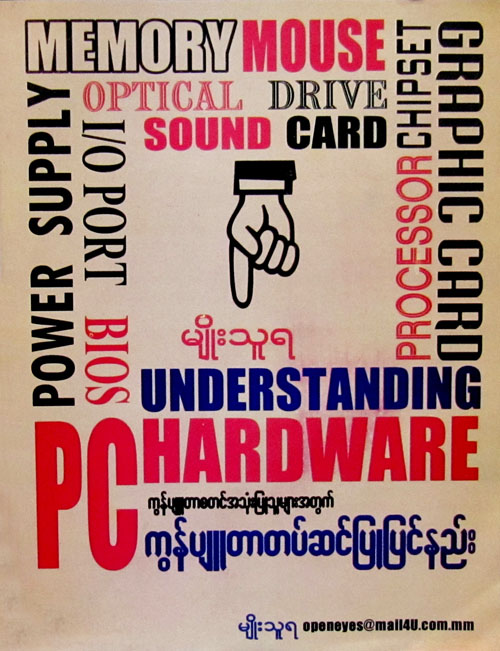 MEMORY MOUSE
OPTICAL DRIVE
SOUND CARD
POWER SUPPLY
I/O PORT
BIOS
PROCESSOR CHIPSET
GRAPHIC CARD
မျိုးသူရ
UNDERSTANDING
PC HARDWARE
ကွန်ပျူတာစတင်အသုံးပြုသူများအတွက်
ကွန်ပျူတာတပ်ဆင်ပြုပြင်နည်း
မျိုးသူရ openeyes@mail4U.com.mm